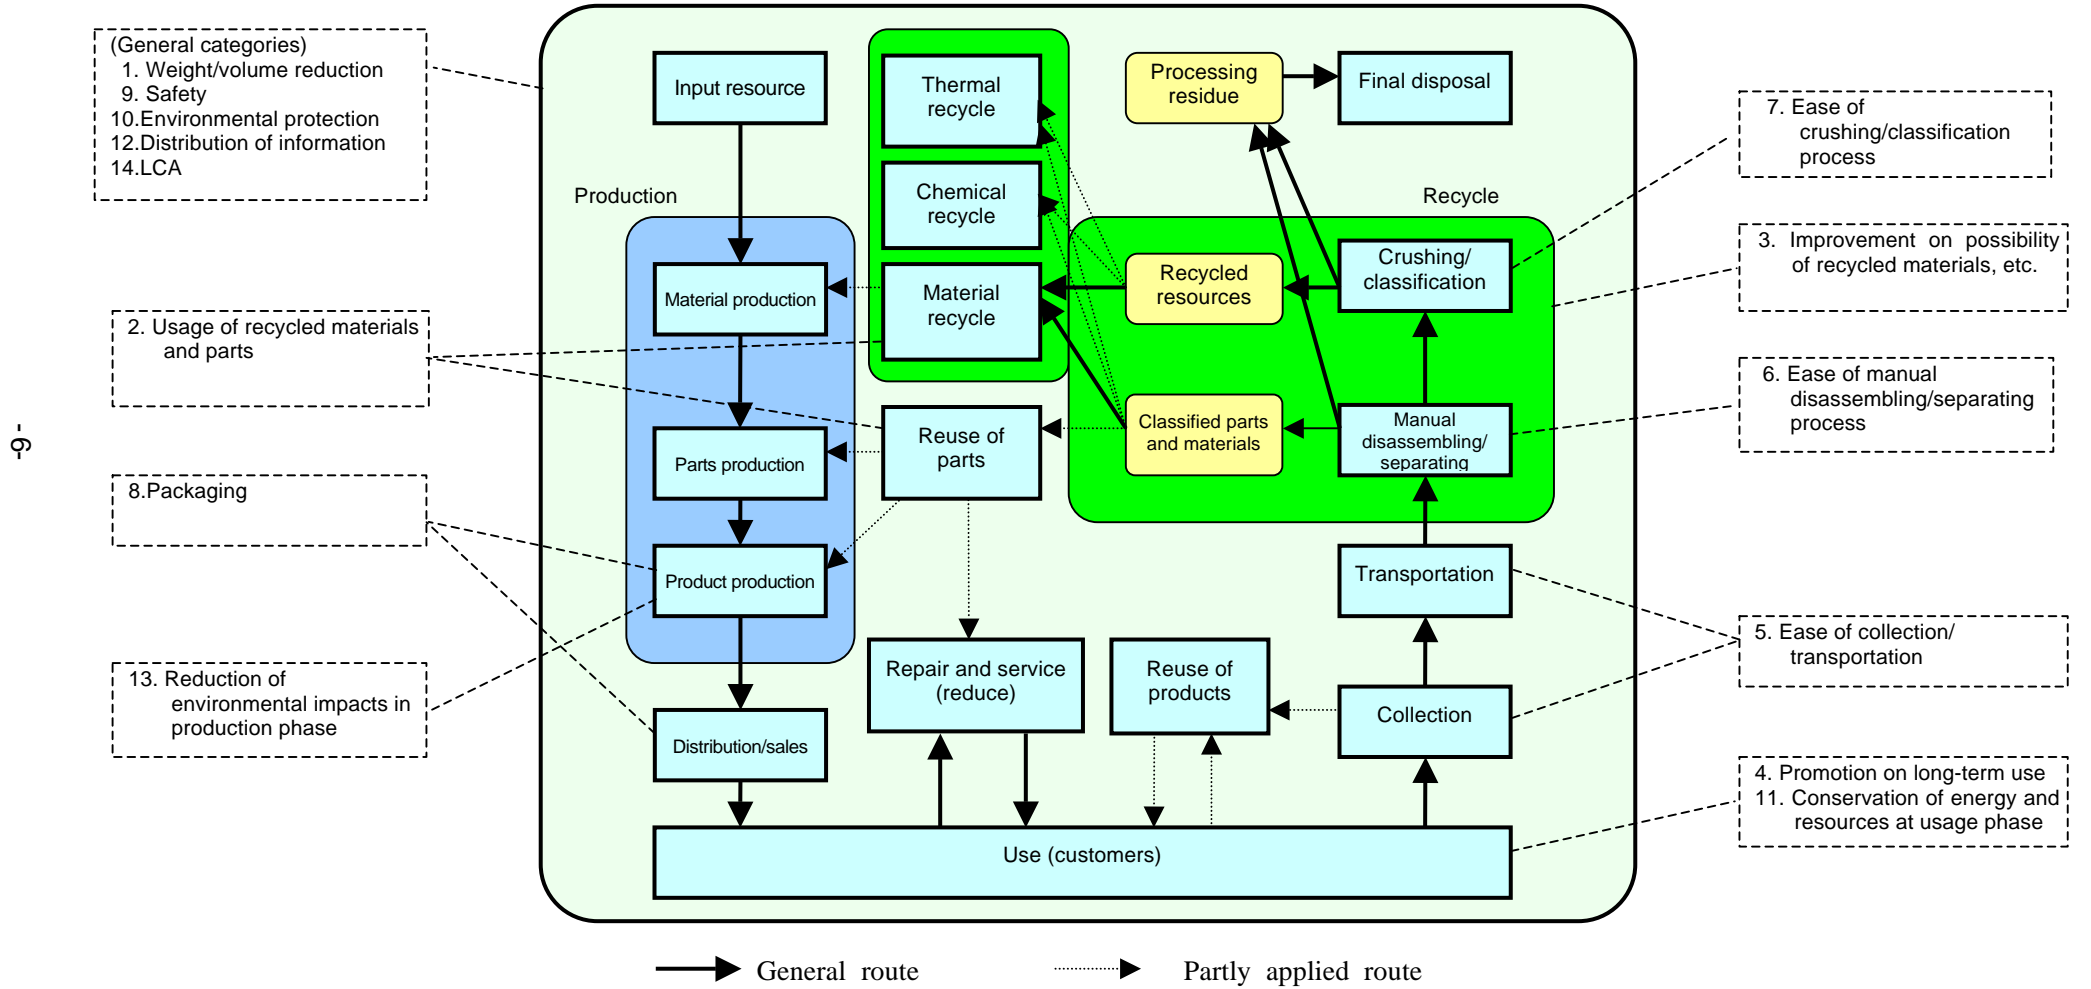 (General categories)
1. Weight/volume reduction
9. Safety
10.Environmental protection
12.Distribution of information
14.LCA
2. Usage of recycled materials
and parts
8.Packaging
13. Reduction of
environmental impacts in
production phase
-9-
Production
Input resource
Material production
Parts production
Product production
Distribution/sales
Thermal
recycle
Chemical
recycle
Material
recycle
Reuse of
parts
Repair and service
(reduce)
Reuse of
products
Use (customers)
Processing
residue
Final disposal
Recycle
Recycled
resources
Crushing/
classification
Classified parts
and materials
Manual
disassembling/
separating
Transportation
Collection
7. Ease of
crushing/classification
process
3. Improvement on possibility
of recycled materials, etc.
6. Ease of manual
disassembling/separating
process
5. Ease of collection/
transportation
4. Promotion on long-term use
11. Conservation of energy and
resources at usage phase
General route
Partly applied route